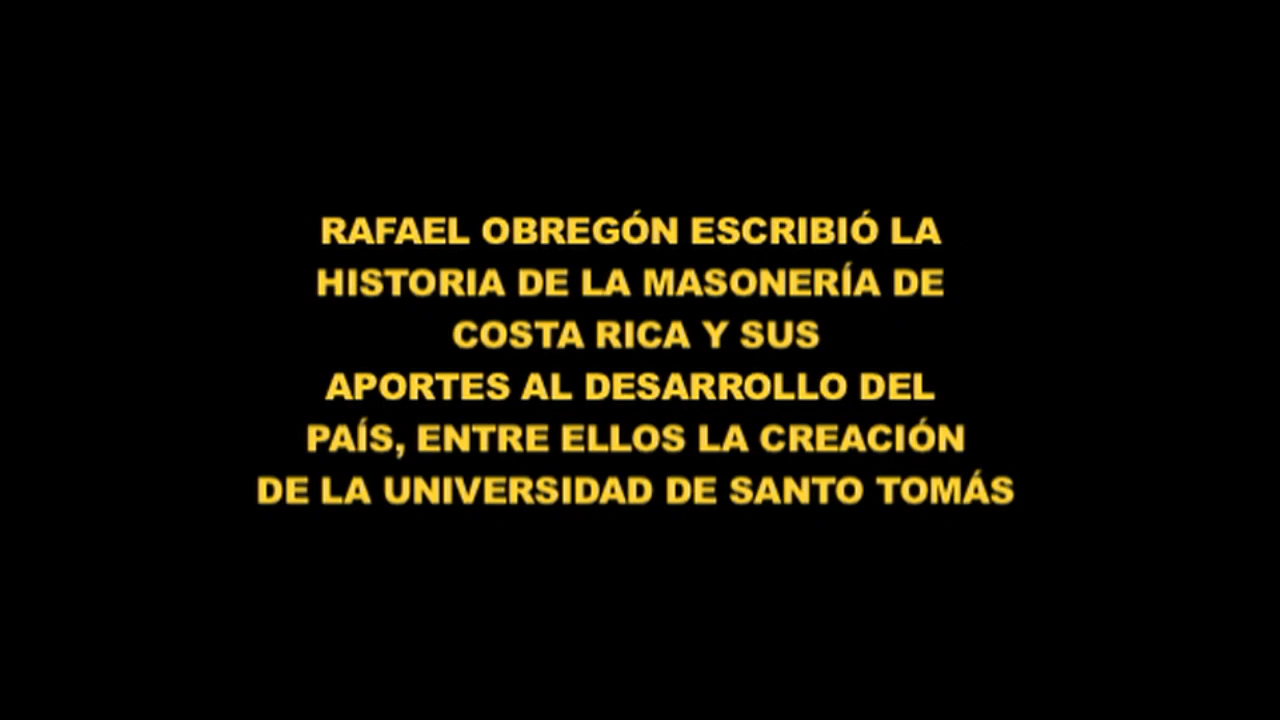 RAFAEL OBREGÓN ESCRIBIÓ LA
HISTORIA DE LA MASONERÍA DE
COSTA RICA Y SUS
APORTES AL DESARROLLO DEL
PAÍS, ENTRE ELLOS LA CREACIÓN
DE LA UNIVERSIDAD DE SANTO TOMÁS